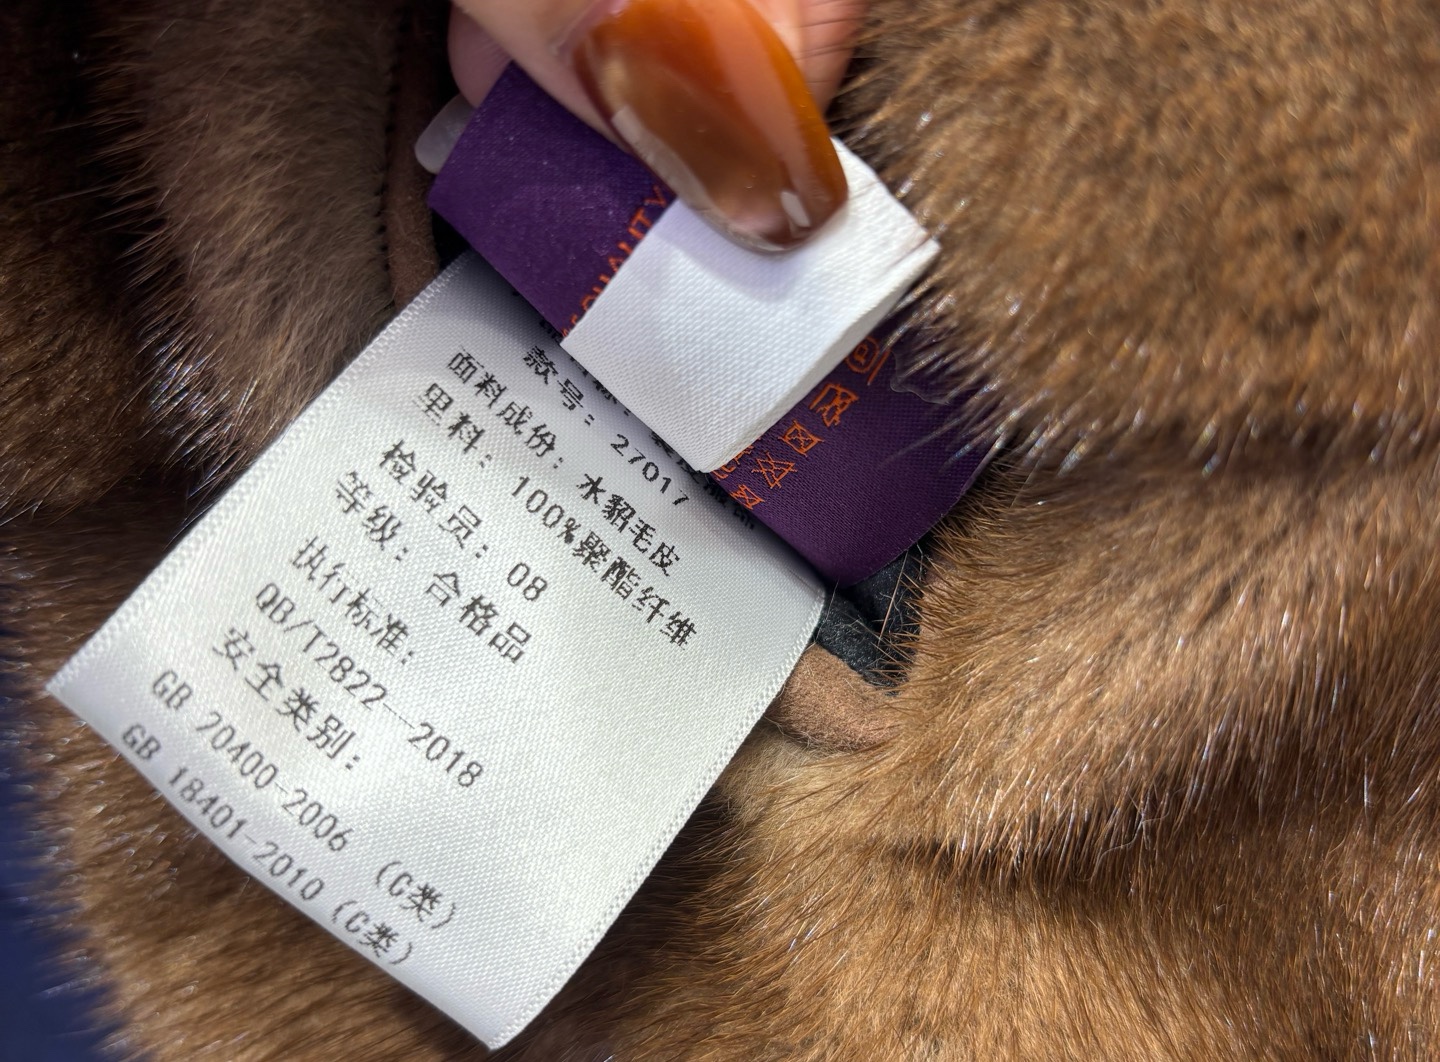 款号: 27017
面料成份: 水貂毛皮
里料: 100%聚酯纤维
检验员: 08
等级: 合格品
执行标准:
QB/T2822—2018
安全类别:
GB 20400-2006 (C类)
GB 18401-2010 (C类)
QUALITY